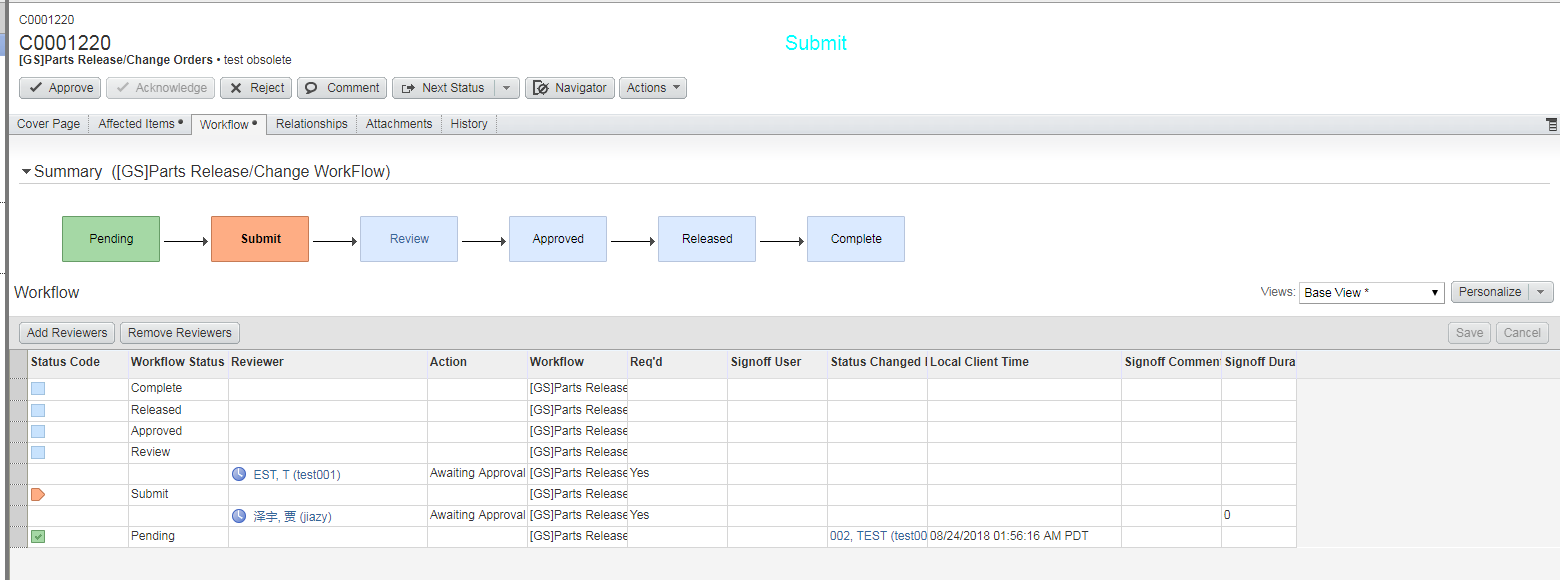 C0001220
C0001220
Submit
[GS]Parts Release/Change Orders • test obsolete
Approve Acknowledge Reject Comment Next Status Navigator Actions
Cover Page Affected Items • Workflow • Relationships Attachments History
Summary ([GS]Parts Release/Change WorkFlow)
Pending Submit Review Approved Released Complete
Workflow Views: Base View * Personalize
Add Reviewers Remove Reviewers Save Cancel
Status Code Workflow Status Reviewer Action Workflow Req'd Signoff User Status Changed Local Client Time Signoff Commen Signoff Dura
Complete [GS]Parts Release
Released [GS]Parts Release
Approved [GS]Parts Release
Review [GS]Parts Release
EST, T (test001) Awaiting Approval [GS]Parts Release Yes
Submit [GS]Parts Release
泽宇, 贾 (jiazy) Awaiting Approval [GS]Parts Release Yes 0
Pending [GS]Parts Release 002, TEST (test00 08/24/2018 01:56:16 AM PDT